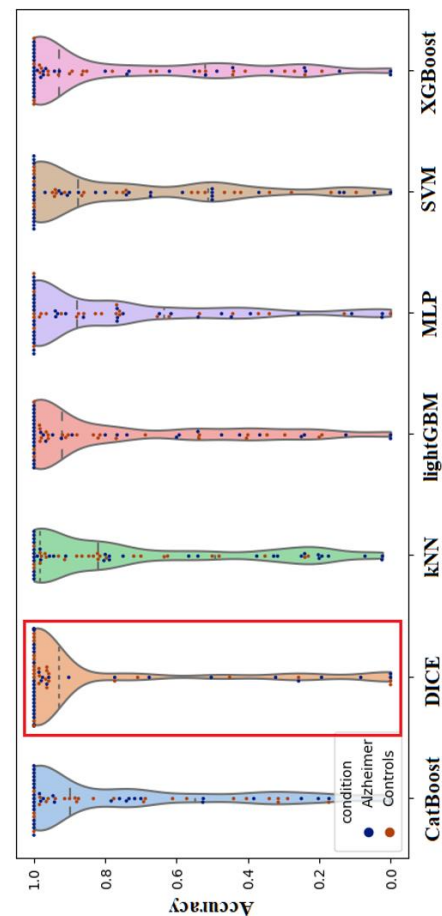 Accuracy
1.0
0.8
0.6
0.4
0.2
0.0
condition
Alzheimer
Controls
CatBoost
DICE
kNN
lightGBM
MLP
SVM
XGBoost